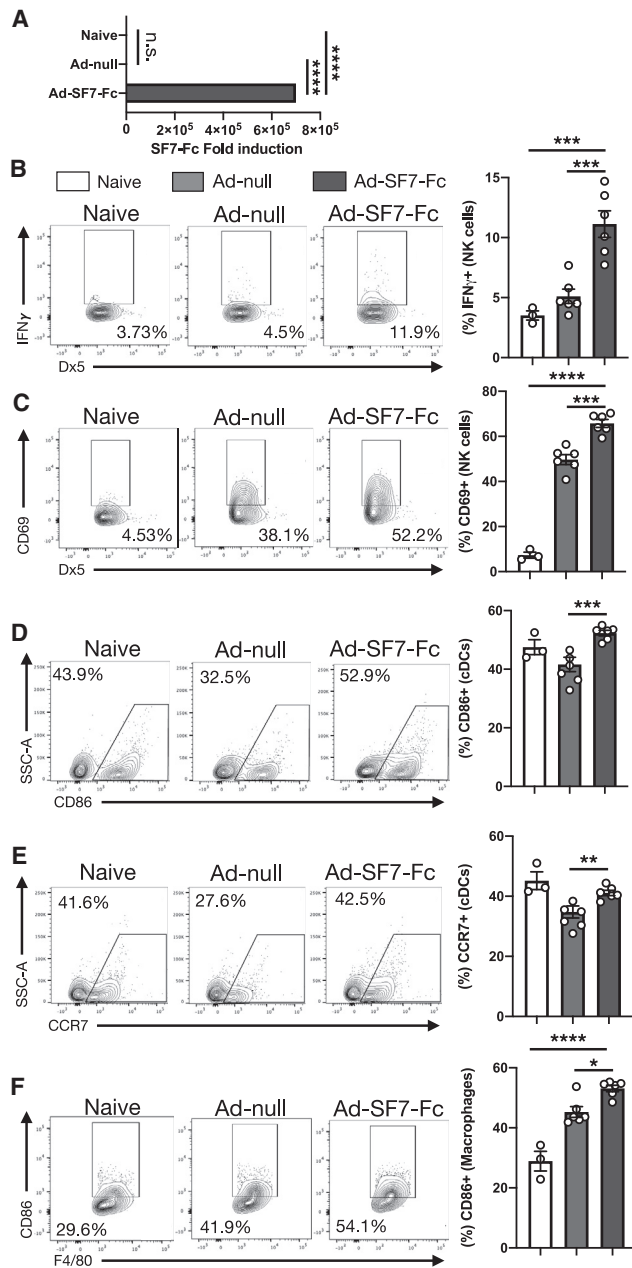 A
Naive
Ad-null
Ad-SF7-Fc
n.s.
****
****
0 2×10⁵ 4×10⁵ 6×10⁵ 8×10⁵
SF7-Fc Fold induction
B
Naive Ad-null Ad-SF7-Fc
Naive Ad-null Ad-SF7-Fc
IFNγ
3.73% 4.5% 11.9%
Dx5
***
***
(%) IFNγ+ (NK cells)
15
10
5
0
C
Naive Ad-null Ad-SF7-Fc
CD69
4.53% 38.1% 52.2%
Dx5
****
***
(%) CD69+ (NK cells)
80
60
40
20
0
D
Naive Ad-null Ad-SF7-Fc
43.9% 32.5% 52.9%
SSC-A
CD86
***
(%) CD86+ (cDCs)
60
40
20
0
E
Naive Ad-null Ad-SF7-Fc
41.6% 27.6% 42.5%
SSC-A
CCR7
**
(%) CCR7+ (cDCs)
60
40
20
0
F
Naive Ad-null Ad-SF7-Fc
CD86
29.6% 41.9% 54.1%
F4/80
****
*
(%) CD86+ (Macrophages)
60
40
20
0